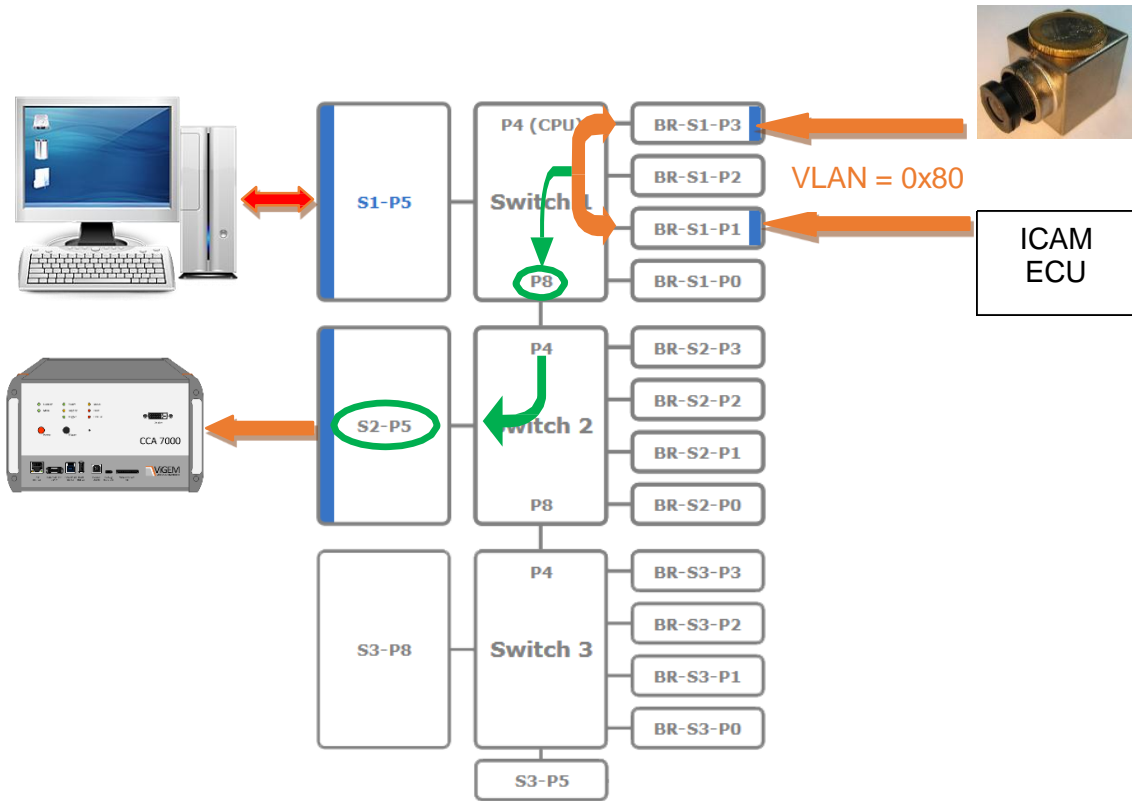 P4 (CPU)
BR-S1-P3
BR-S1-P2
VLAN = 0x80
S1-P5
Switch 1
BR-S1-P1
ICAM
ECU
P8
BR-S1-P0
P4
BR-S2-P3
BR-S2-P2
S2-P5
Switch 2
BR-S2-P1
CCA 7000
ViGEM
P8
BR-S2-P0
P4
BR-S3-P3
BR-S3-P2
S3-P8
Switch 3
BR-S3-P1
BR-S3-P0
S3-P5